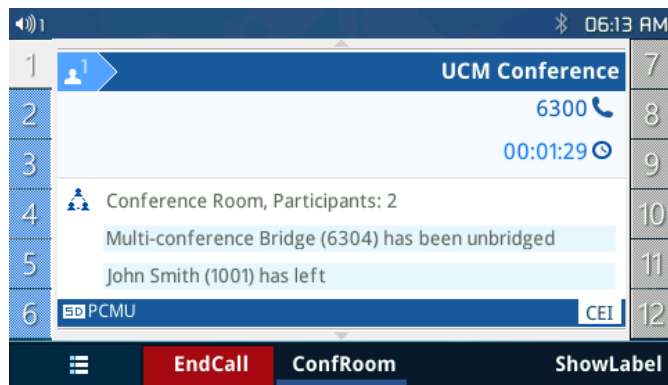 1 06:13 AM
1 1 UCM Conference 7
2 6300 8
3 00:01:29 9
4 Conference Room, Participants: 2 10
Multi-conference Bridge (6304) has been unbridged
5 John Smith (1001) has left 11
6 SD PCMU CEI 12
EndCall ConfRoom ShowLabel